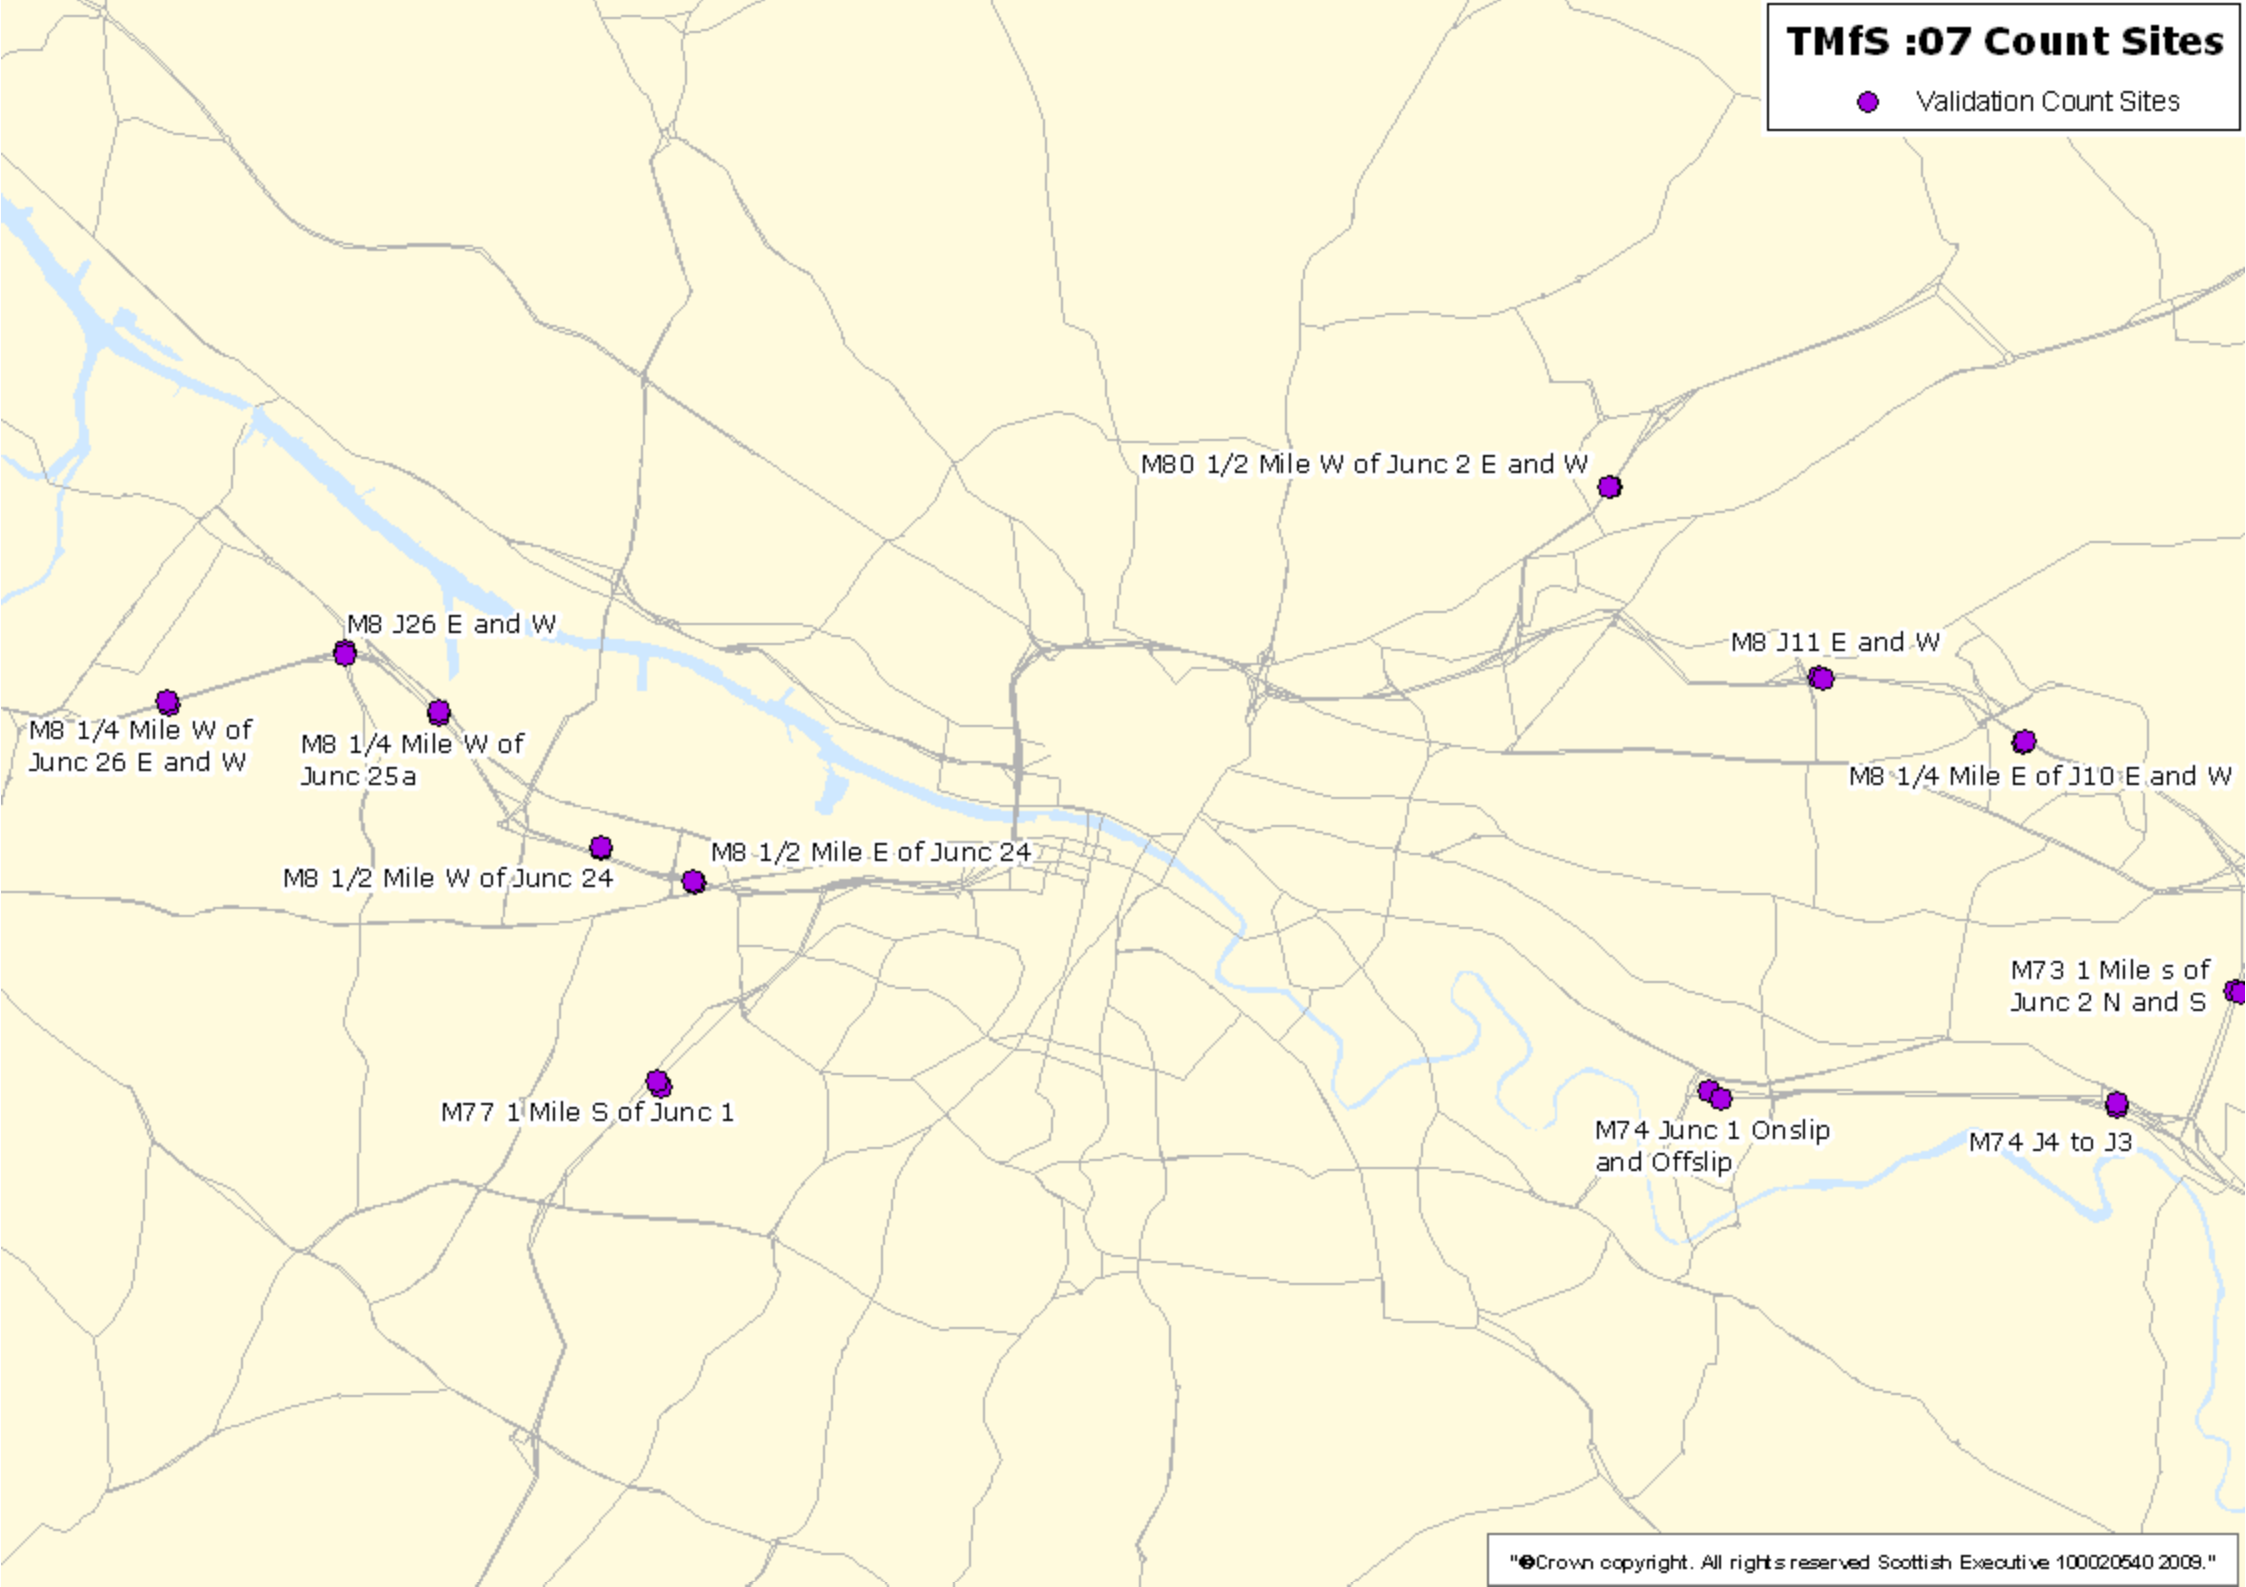 TMfS :07 Count Sites
Validation Count Sites
M80 1/2 Mile W of Junc 2 E and W
M8 J26 E and W
M8 J11 E and W
M8 1/4 Mile W of
Junc 26 E and W
M8 1/4 Mile W of
Junc 25a
M8 1/4 Mile E of J10 E and W
M8 1/2 Mile E of Junc 24
M8 1/2 Mile W of Junc 24
M73 1 Mile s of
Junc 2 N and S
M77 1 Mile S of Junc 1
M74 Junc 1 Onslip
and Offslip
M74 J4 to J3
"©Crown copyright. All rights reserved Scottish Executive 100020540 2009."